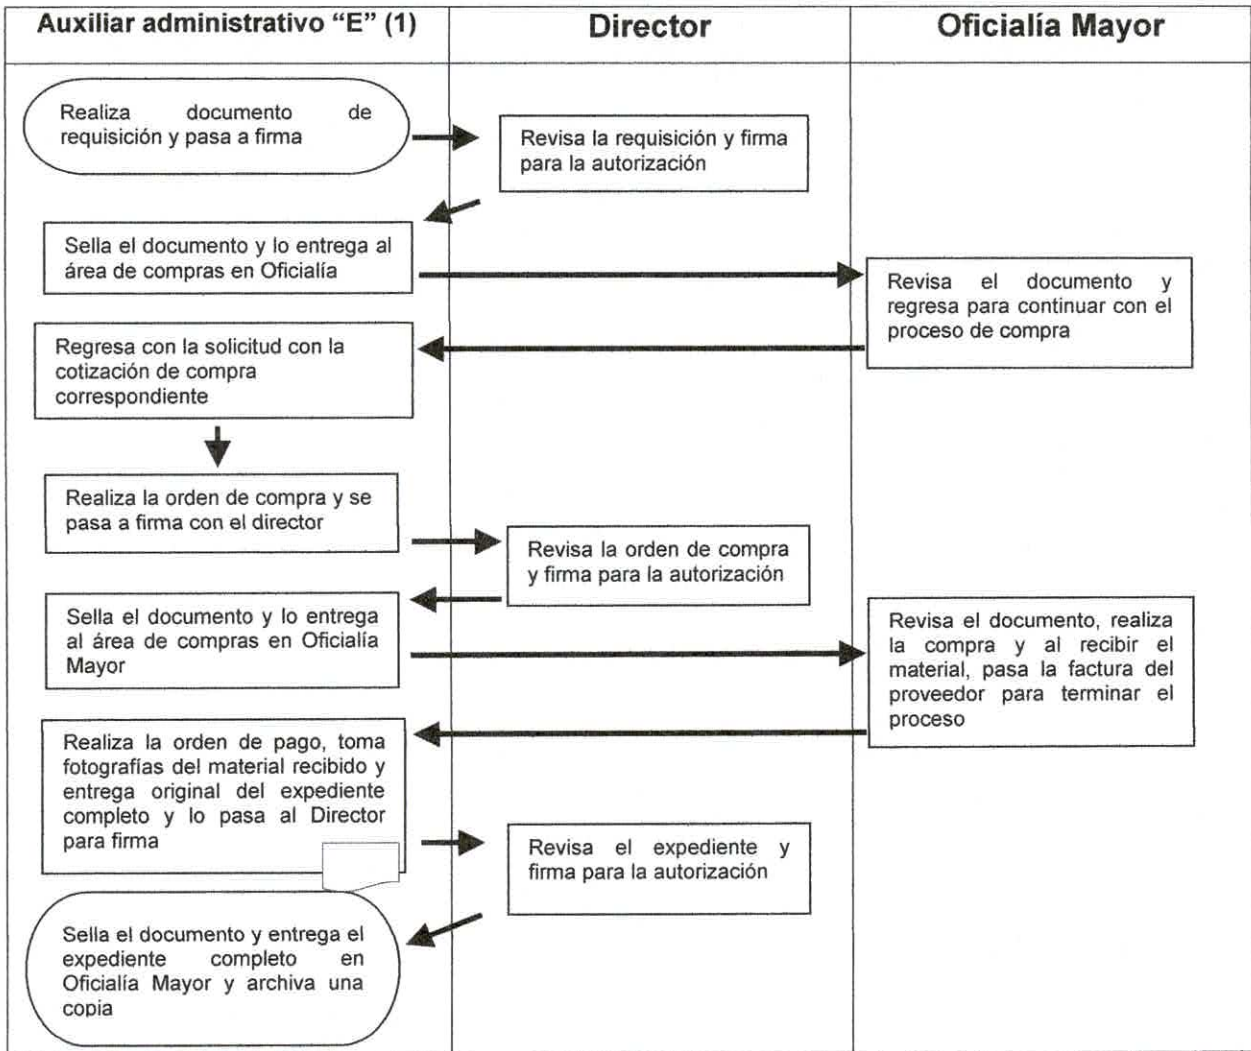 Auxiliar administrativo “E” (1)
Director
Oficialía Mayor
Realiza documento de
requisición y pasa a firma
Revisa la requisición y firma
para la autorización
Sella el documento y lo entrega al
área de compras en Oficialía
Revisa el documento y
regresa para continuar con el
proceso de compra
Regresa con la solicitud con la
cotización de compra
correspondiente
Realiza la orden de compra y se
pasa a firma con el director
Revisa la orden de compra
y firma para la autorización
Sella el documento y lo entrega
al área de compras en Oficialía
Mayor
Revisa el documento, realiza
la compra y al recibir el
material, pasa la factura del
proveedor para terminar el
proceso
Realiza la orden de pago, toma
fotografías del material recibido y
entrega original del expediente
completo y lo pasa al Director
para firma
Revisa el expediente y
firma para la autorización
Sella el documento y entrega el
expediente completo en
Oficialía Mayor y archiva una
copia